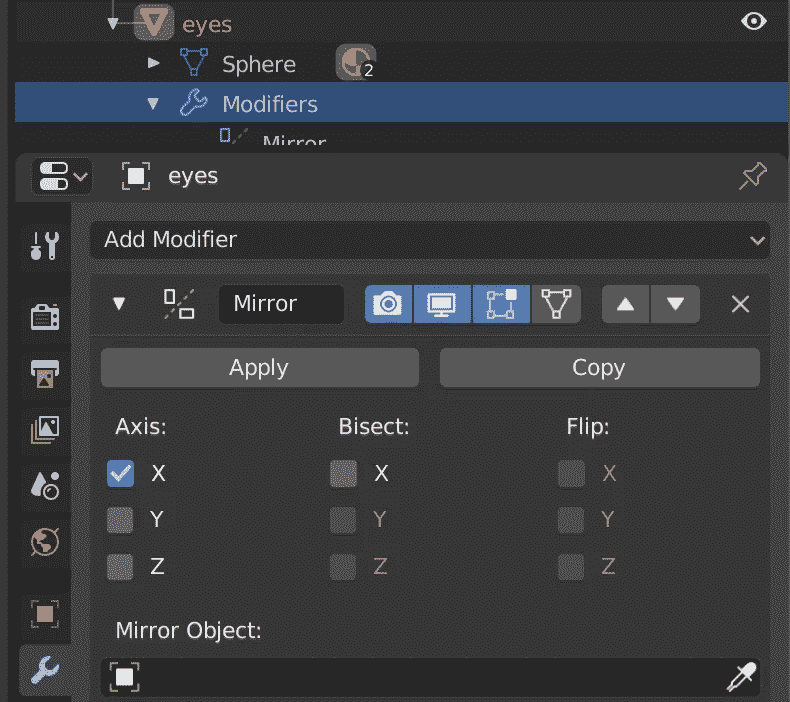 eyes
Sphere 2
Modifiers
Mirror
eyes
Add Modifier
Mirror
Apply Copy
Axis: Bisect: Flip:
X X X
Y Y Y
Z Z Z
Mirror Object: